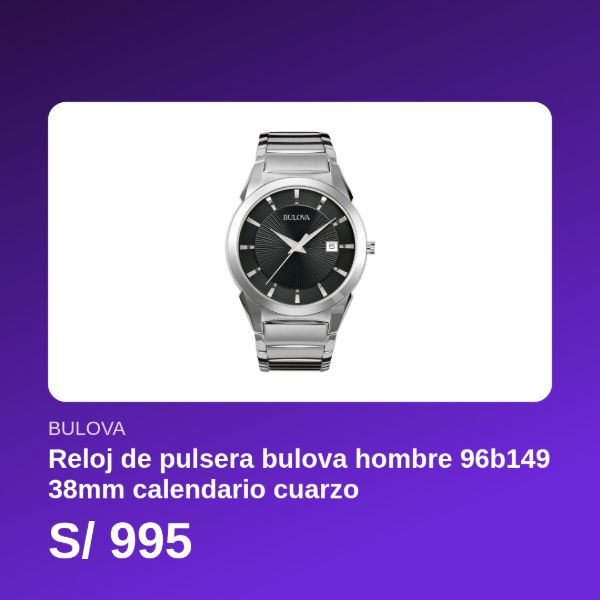 BULOVA
BULOVA
Reloj de pulsera bulova hombre 96b149
38mm calendario cuarzo
S/ 995